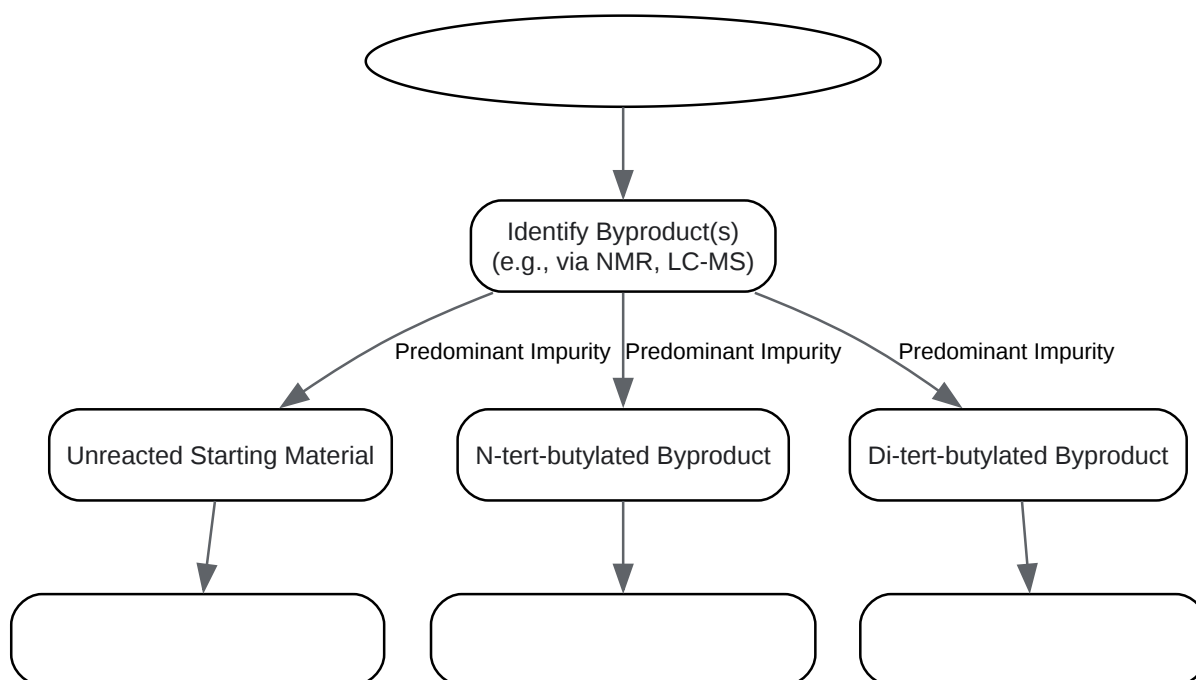 Identify Byproduct(s)
(e.g., via NMR, LC-MS)
Predominant Impurity
Predominant Impurity
Predominant Impurity
Unreacted Starting Material
N-tert-butylated Byproduct
Di-tert-butylated Byproduct